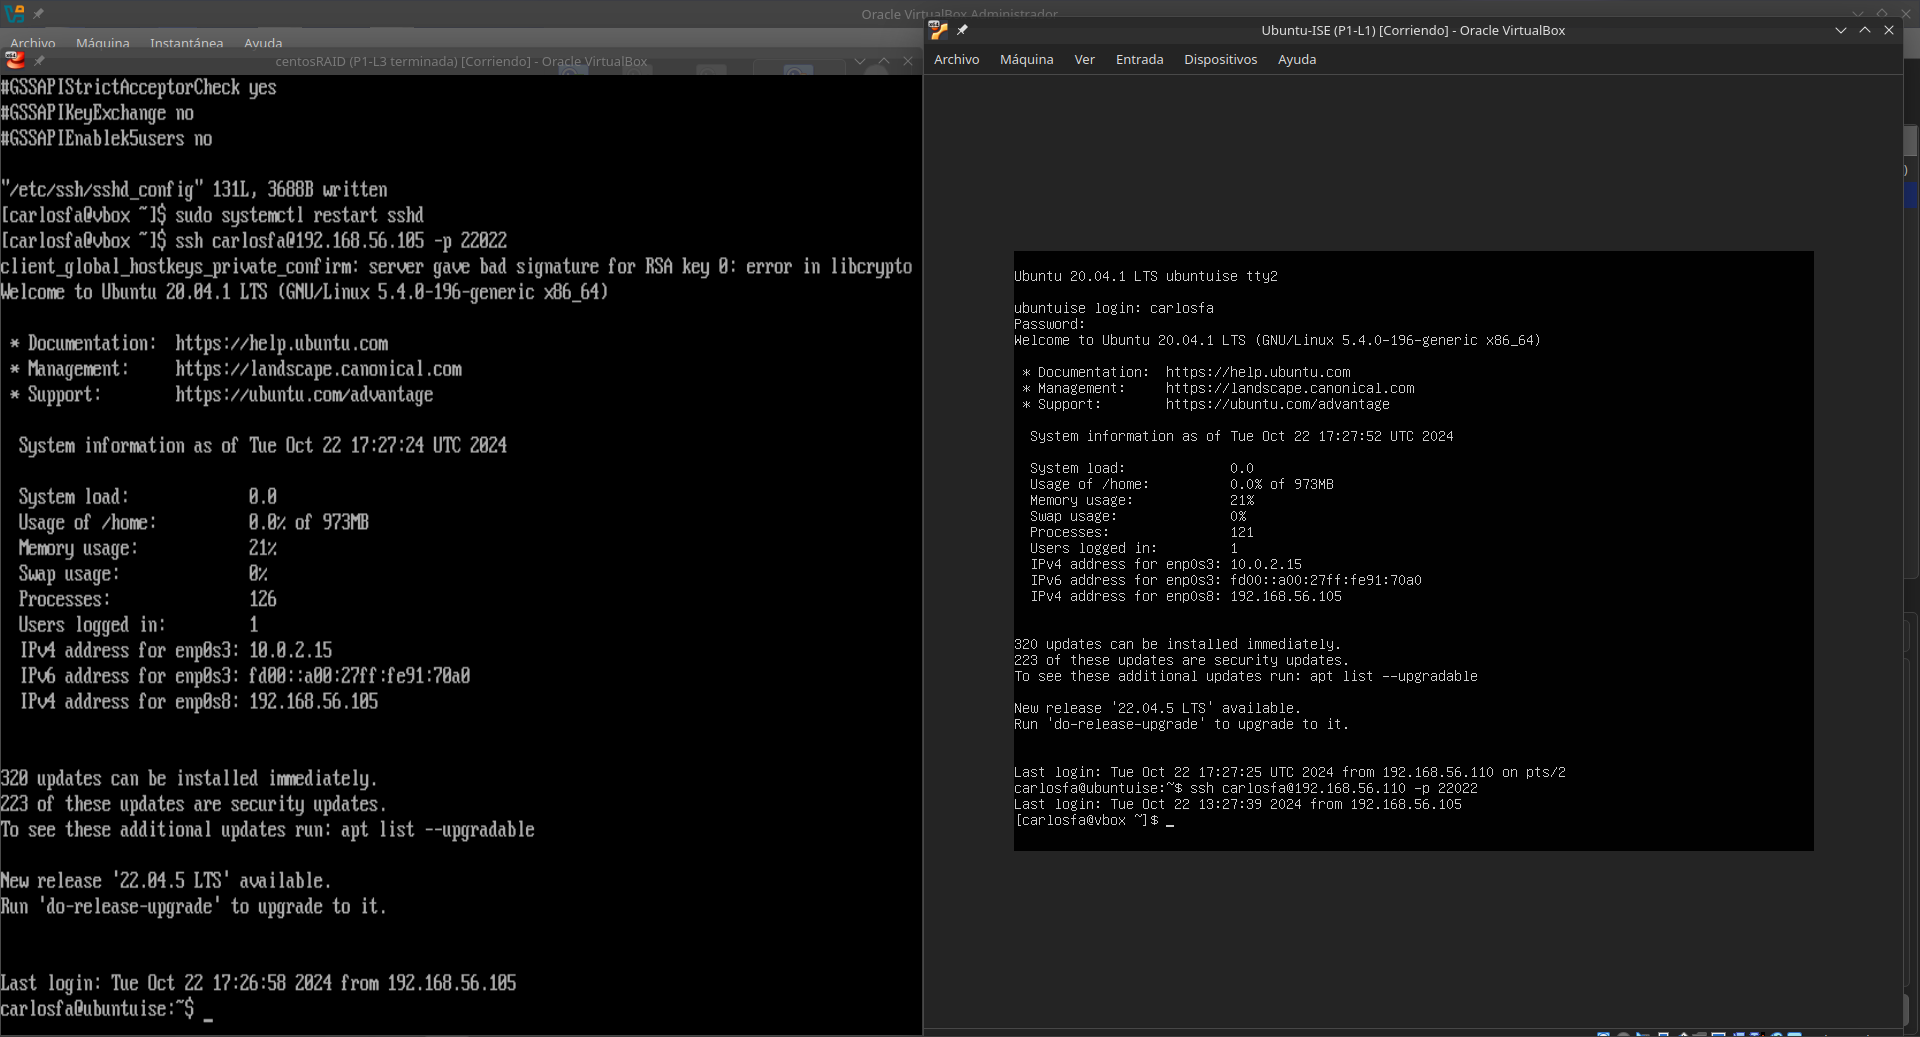 Oracle VirtualBox Administrador
Archivo Máquina Instantánea Ayuda
centosRAID (P1-L3 terminada) [Corriendo] - Oracle VirtualBox
#GSSAPIStrictAcceptorCheck yes
#GSSAPIKeyExchange no
#GSSAPIEnablek5users no
"/etc/ssh/sshd_config" 131L, 3688B written
[carlosfa@vbox ~]$ sudo systemctl restart sshd
[carlosfa@vbox ~]$ ssh carlosfa@192.168.56.105 -p 22022
client_global_hostkeys_private_confirm: server gave bad signature for RSA key 0: error in libcrypto
Welcome to Ubuntu 20.04.1 LTS (GNU/Linux 5.4.0-196-generic x86_64)
* Documentation: https://help.ubuntu.com
* Management: https://landscape.canonical.com
* Support: https://ubuntu.com/advantage
System information as of Tue Oct 22 17:27:24 UTC 2024
System load: 0.0
Usage of /home: 0.0% of 973MB
Memory usage: 21%
Swap usage: 0%
Processes: 126
Users logged in: 1
IPv4 address for enp0s3: 10.0.2.15
IPv6 address for enp0s3: fd00::a00:27ff:fe91:70a0
IPv4 address for enp0s8: 192.168.56.105
320 updates can be installed immediately.
223 of these updates are security updates.
To see these additional updates run: apt list --upgradable
New release '22.04.5 LTS' available.
Run 'do-release-upgrade' to upgrade to it.
Last login: Tue Oct 22 17:26:58 2024 from 192.168.56.105
carlosfa@ubuntuise:~$ _
Ubuntu-ISE (P1-L1) [Corriendo] - Oracle VirtualBox
Archivo Máquina Ver Entrada Dispositivos Ayuda
Ubuntu 20.04.1 LTS ubuntuise tty2
ubuntuise login: carlosfa
Password:
Welcome to Ubuntu 20.04.1 LTS (GNU/Linux 5.4.0-196-generic x86_64)
* Documentation: https://help.ubuntu.com
* Management: https://landscape.canonical.com
* Support: https://ubuntu.com/advantage
System information as of Tue Oct 22 17:27:52 UTC 2024
System load: 0.0
Usage of /home: 0.0% of 973MB
Memory usage: 21%
Swap usage: 0%
Processes: 121
Users logged in: 1
IPv4 address for enp0s3: 10.0.2.15
IPv6 address for enp0s3: fd00::a00:27ff:fe91:70a0
IPv4 address for enp0s8: 192.168.56.105
320 updates can be installed immediately.
223 of these updates are security updates.
To see these additional updates run: apt list --upgradable
New release '22.04.5 LTS' available.
Run 'do-release-upgrade' to upgrade to it.
Last login: Tue Oct 22 17:27:25 UTC 2024 from 192.168.56.110 on pts/2
carlosfa@ubuntuise:~$ ssh carlosfa@192.168.56.110 -p 22022
Last login: Tue Oct 22 13:27:39 2024 from 192.168.56.105
[carlosfa@vbox ~]$ _